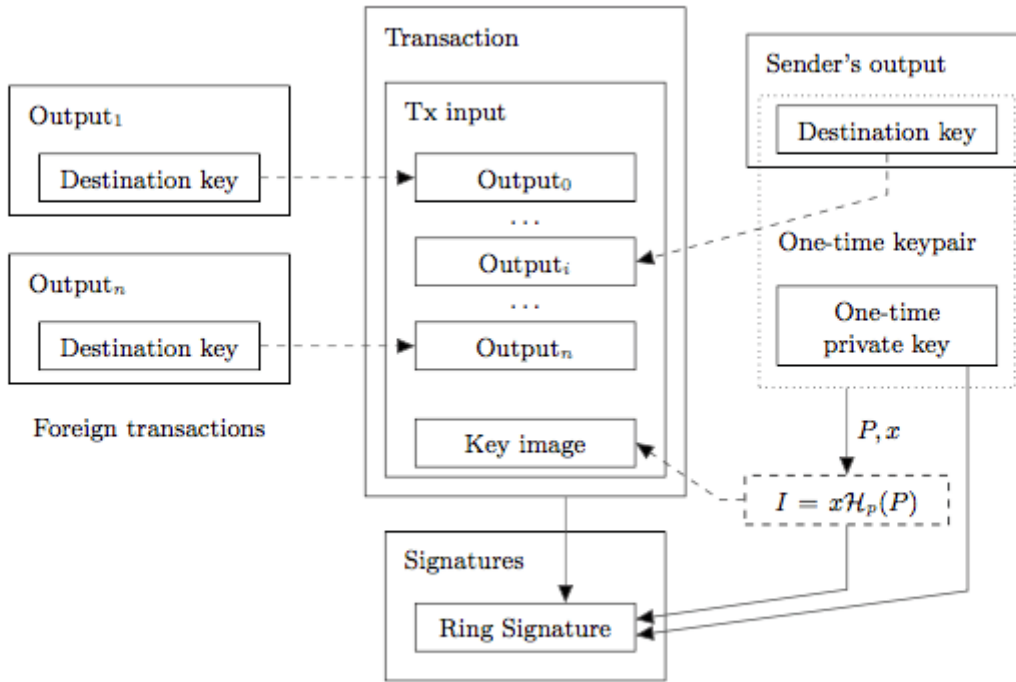 Transaction
Tx input
Output₀
...
Outputᵢ
...
Outputₙ
Key image
Output₁
Destination key
Outputₙ
Destination key
Foreign transactions
Sender's output
Destination key
One-time keypair
One-time
private key
P, x
I = xℋₚ(P)
Signatures
Ring Signature